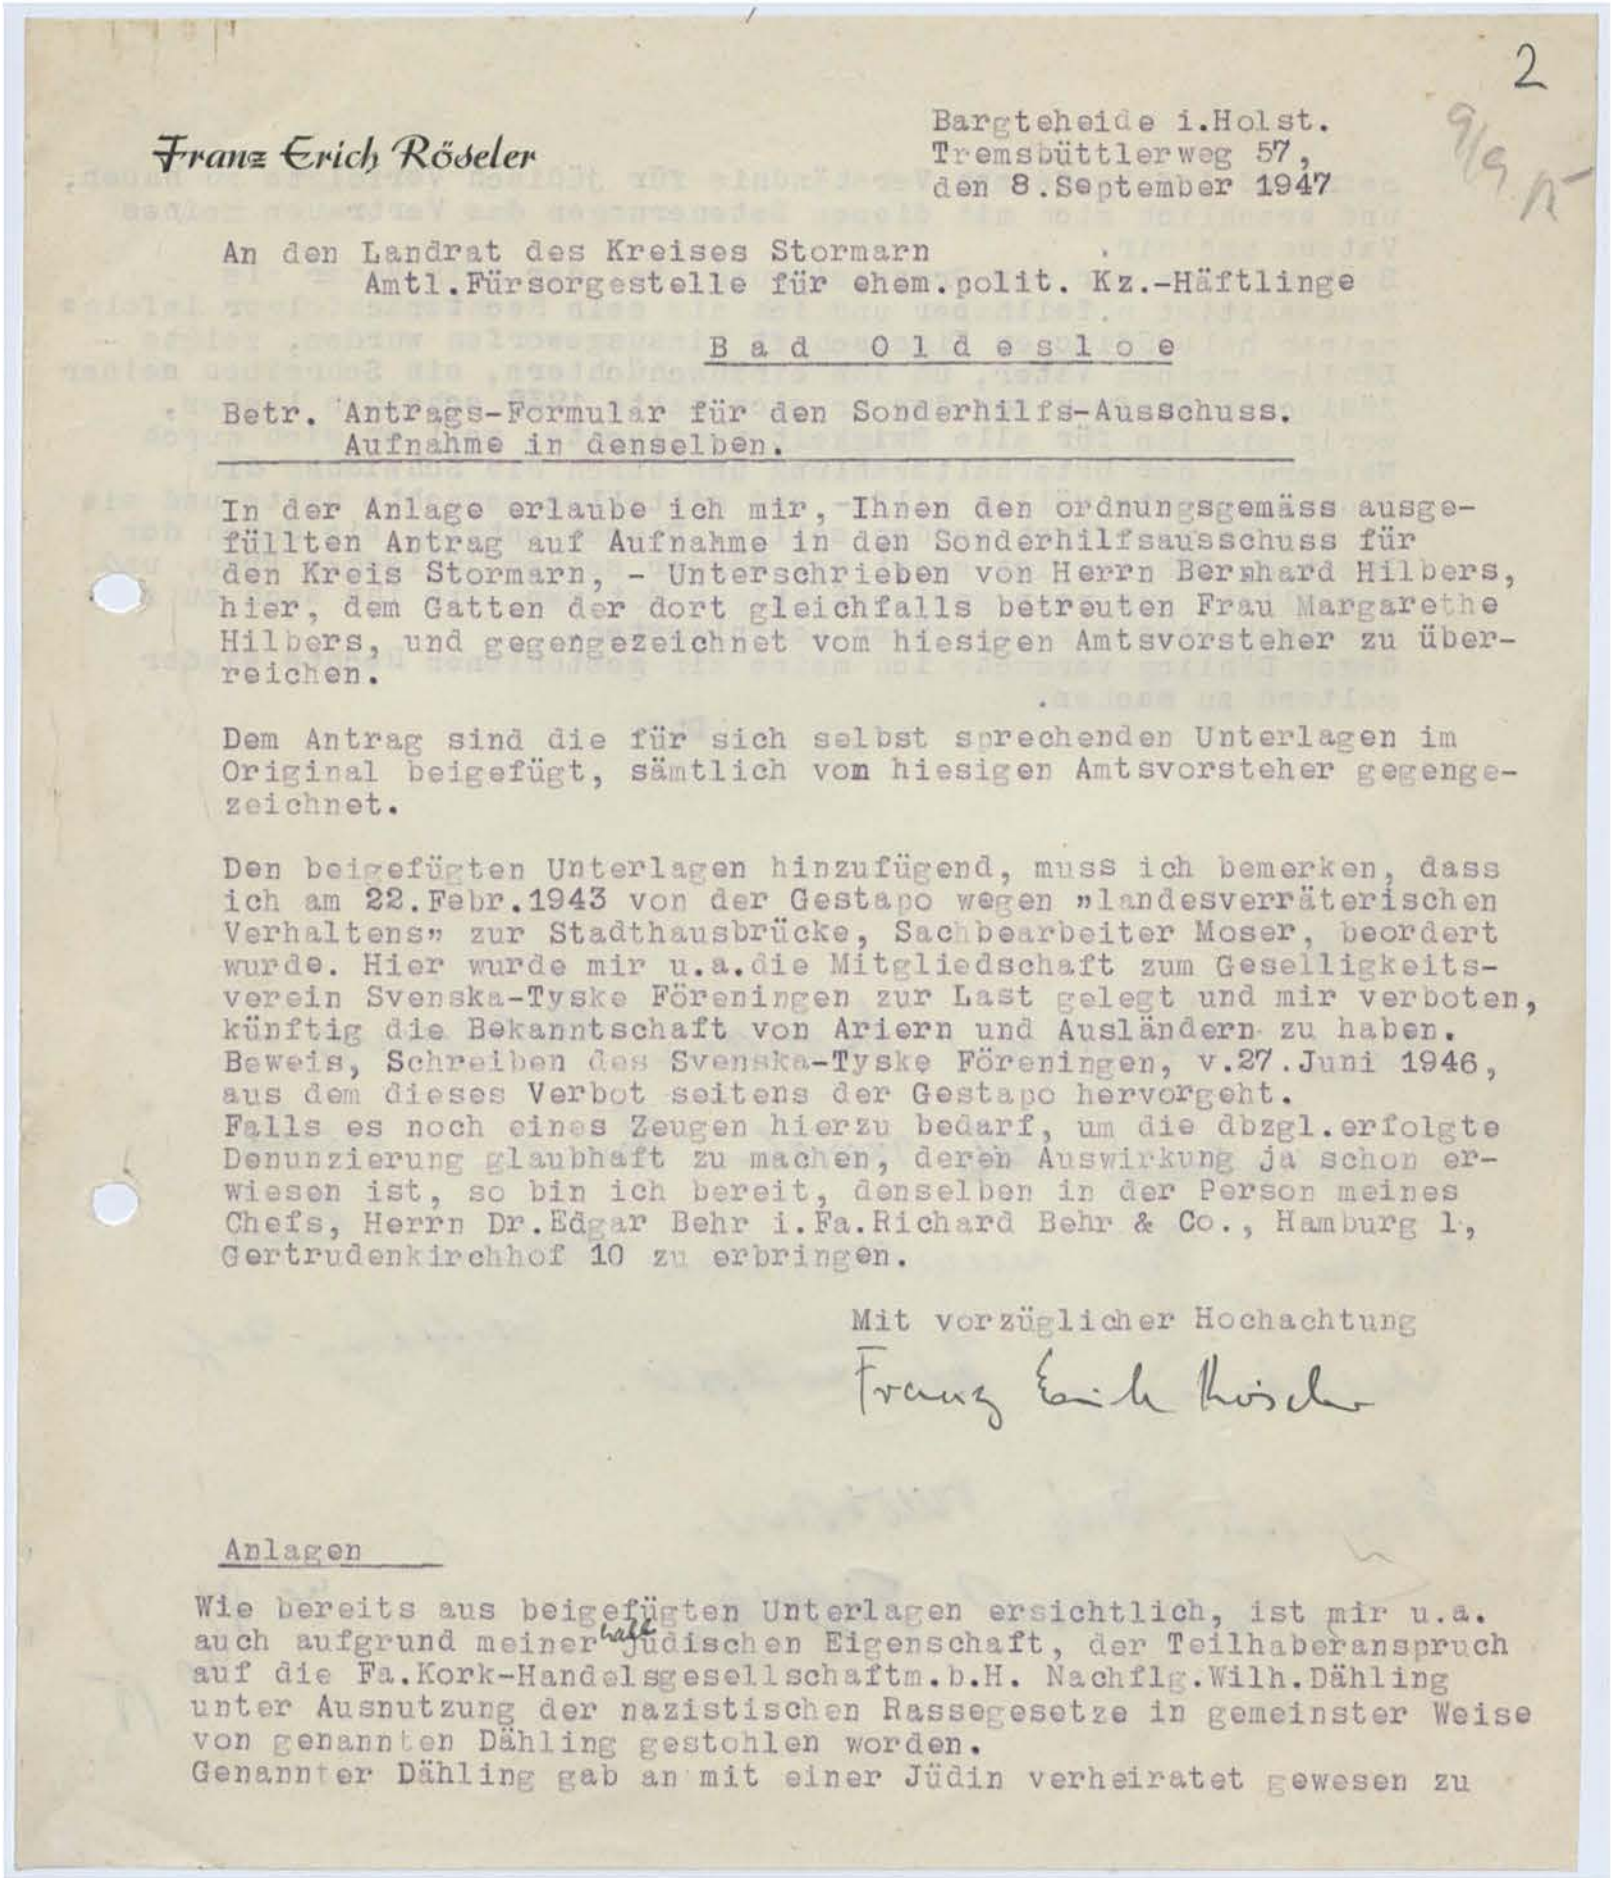 2
Franz Erich Röseler
Bargteheide i.Holst.
Tremsbüttlerweg 57,
den 8.September 1947
9/9
An den Landrat des Kreises Stormarn
Amtl.Fürsorgestelle für ehem.polit. Kz.-Häftlinge
Bad Oldesloe
Betr. Antrags-Formular für den Sonderhilfs-Ausschuss.
Aufnahme in denselben.
In der Anlage erlaube ich mir, Ihnen den ordnungsgemäss ausge-
füllten Antrag auf Aufnahme in den Sonderhilfsausschuss für
den Kreis Stormarn, - Unterschrieben von Herrn Bernhard Hilbers,
hier, dem Gatten der dort gleichfalls betreuten Frau Margarethe
Hilbers, und gegengezeichnet vom hiesigen Amtsvorsteher zu über-
reichen.
Dem Antrag sind die für sich selbst sprechenden Unterlagen im
Original beigefügt, sämtlich vom hiesigen Amtsvorsteher gegenge-
zeichnet.
Den beigefügten Unterlagen hinzufügend, muss ich bemerken, dass
ich am 22.Febr.1943 von der Gestapo wegen "landesverräterischen
Verhaltens" zur Stadthausbrücke, Sachbearbeiter Moser, beordert
wurde. Hier wurde mir u.a.die Mitgliedschaft zum Geselligkeits-
verein Svenska-Tyske Föreningen zur Last gelegt und mir verboten,
künftig die Bekanntschaft von Ariern und Ausländern zu haben.
Beweis, Schreiben des Svenska-Tyske Föreningen, v.27.Juni 1946,
aus dem dieses Verbot seitens der Gestapo hervorgeht.
Falls es noch eines Zeugen hierzu bedarf, um die dbzgl.erfolgte
Denunzierung glaubhaft zu machen, deren Auswirkung ja schon er-
wiesen ist, so bin ich bereit, denselben in der Person meines
Chefs, Herrn Dr.Edgar Behr i.Fa.Richard Behr & Co., Hamburg 1,
Gertrudenkirchhof 10 zu erbringen.
Mit vorzüglicher Hochachtung
Franz Erich Röseler
Anlagen
Wie bereits aus beigefügten Unterlagen ersichtlich, ist mir u.a.
auch aufgrund meiner halbjüdischen Eigenschaft, der Teilhaberanspruch
auf die Fa.Kork-Handelsgesellschaftm.b.H. Nachflg.Wilh.Dähling
unter Ausnutzung der nazistischen Rassegesetze in gemeinster Weise
von genannten Dähling gestohlen worden.
Genannter Dähling gab an mit einer Jüdin verheiratet gewesen zu